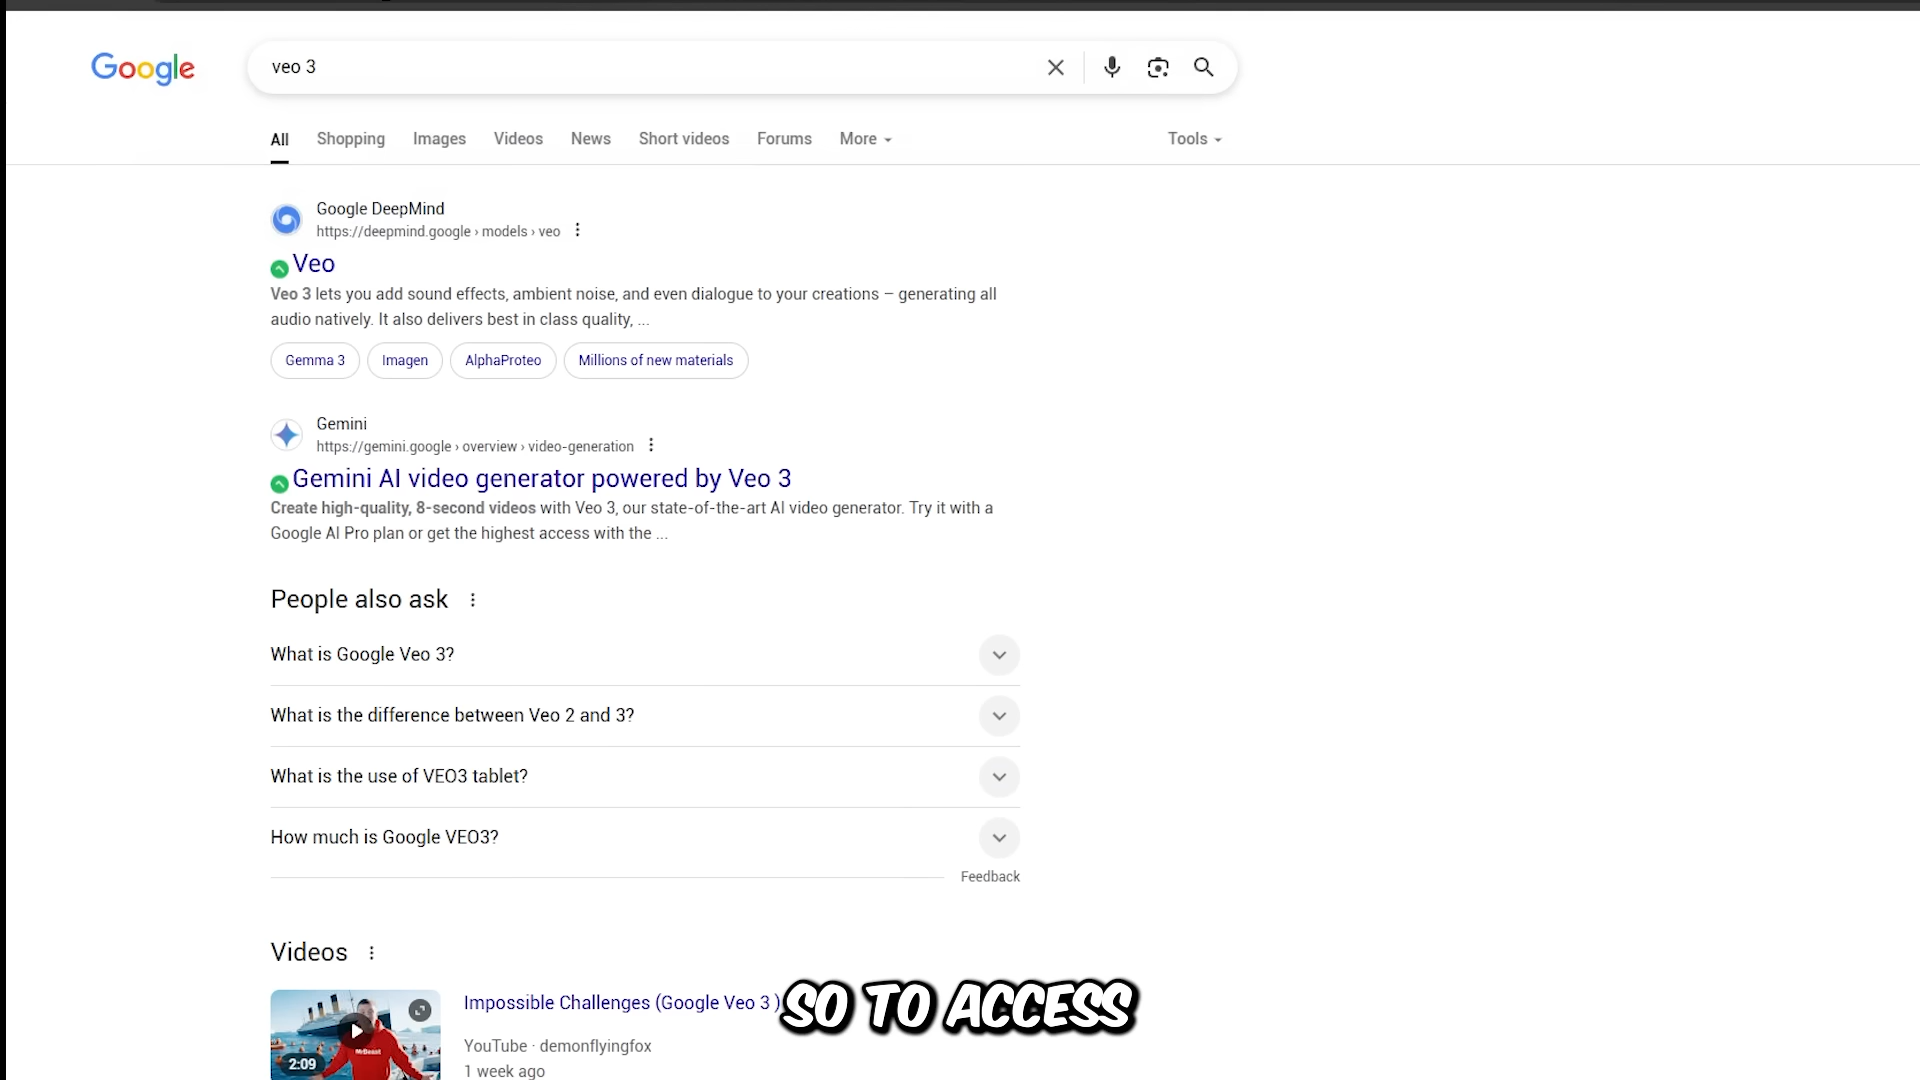 Google
veo 3
All Shopping Images Videos News Short videos Forums More Tools
Google DeepMind
https://deepmind.google › models › veo
Veo
Veo 3 lets you add sound effects, ambient noise, and even dialogue to your creations – generating all
audio natively. It also delivers best in class quality, ...
Gemma 3 Imagen AlphaProteo Millions of new materials
Gemini
https://gemini.google › overview › video-generation
Gemini AI video generator powered by Veo 3
Create high-quality, 8-second videos with Veo 3, our state-of-the-art AI video generator. Try it with a
Google AI Pro plan or get the highest access with the ...
People also ask
What is Google Veo 3?
What is the difference between Veo 2 and 3?
What is the use of VEO3 tablet?
How much is Google VEO3?
Feedback
Videos
Impossible Challenges (Google Veo 3 )
SO TO ACCESS
YouTube · demonflyingfox
1 week ago
MrBeast
2:09